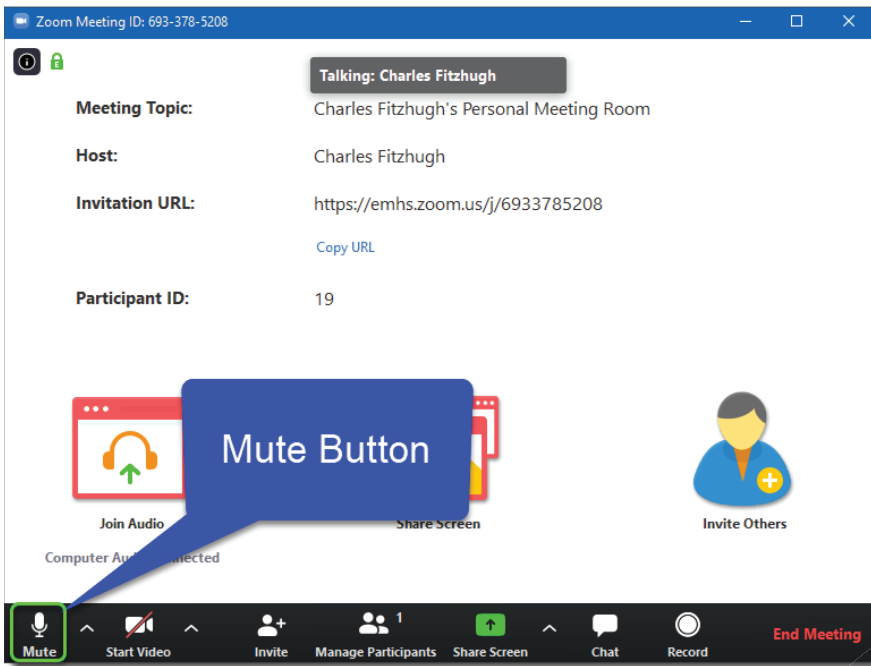 Zoom Meeting ID: 693-378-5208
Talking: Charles Fitzhugh
Meeting Topic: Charles Fitzhugh's Personal Meeting Room
Host: Charles Fitzhugh
Invitation URL: https://emhs.zoom.us/j/6933785208
Copy URL
Participant ID: 19
Mute Button
Join Audio Share Screen Invite Others
Computer
Mute Start Video Invite Manage Participants 1 Share Screen Chat Record End Meeting